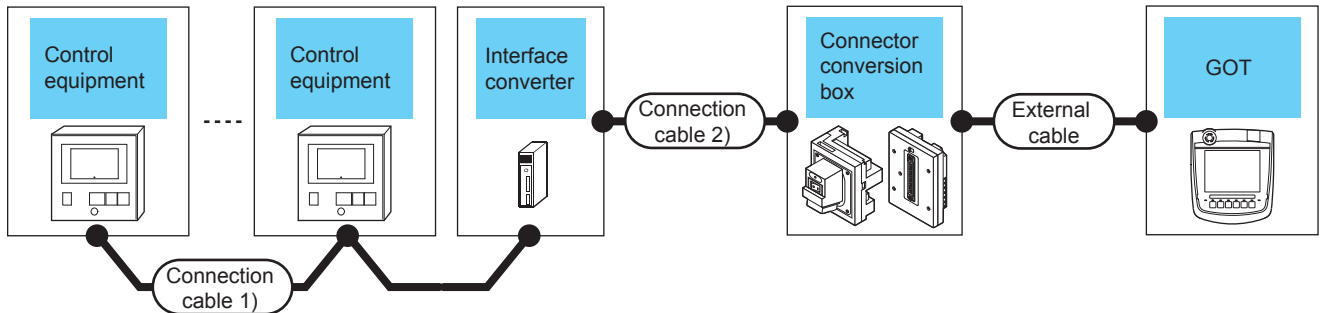 Control
equipment
Control
equipment
Interface
converter
Connector
conversion
box
GOT
Connection
cable 2)
External
cable
Connection
cable 1)